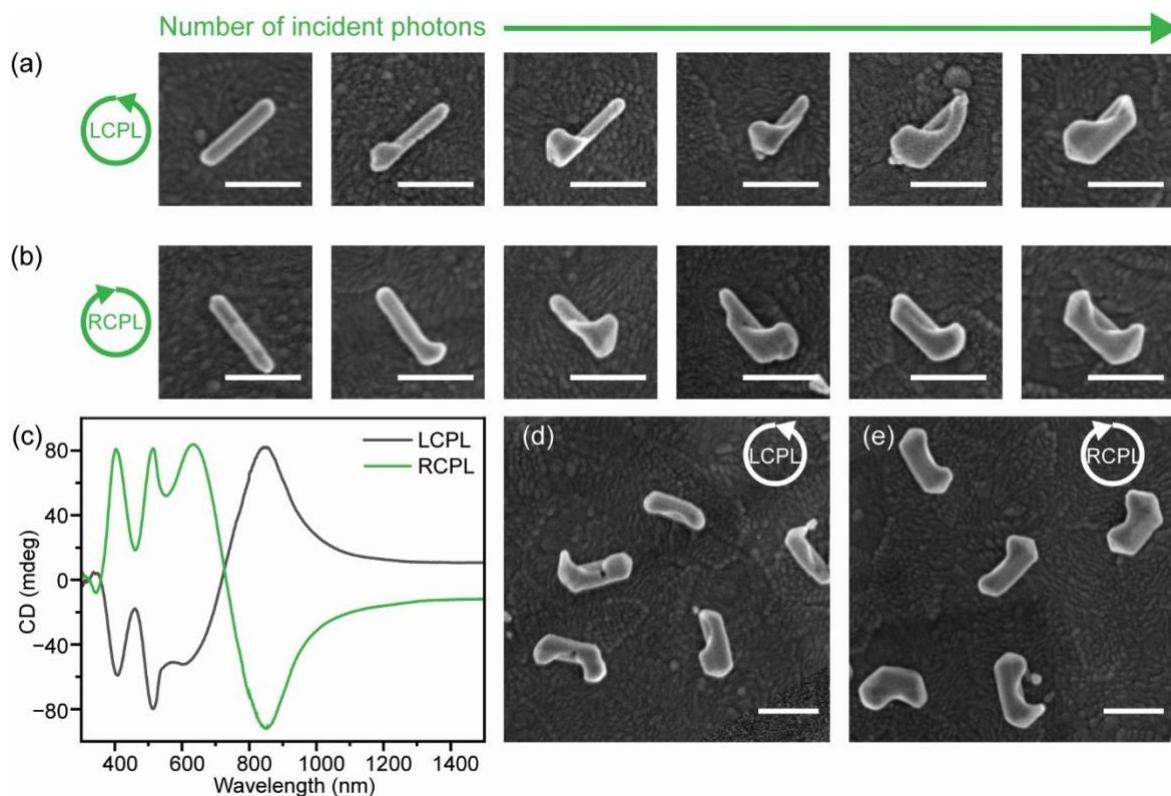 Number of incident photons
(a)
LCPL
(b)
RCPL
(c)
LCPL
RCPL
80
40
0
−40
−80
CD (mdeg)
400 600 800 1000 1200 1400
Wavelength (nm)
(d)
LCPL
(e)
RCPL